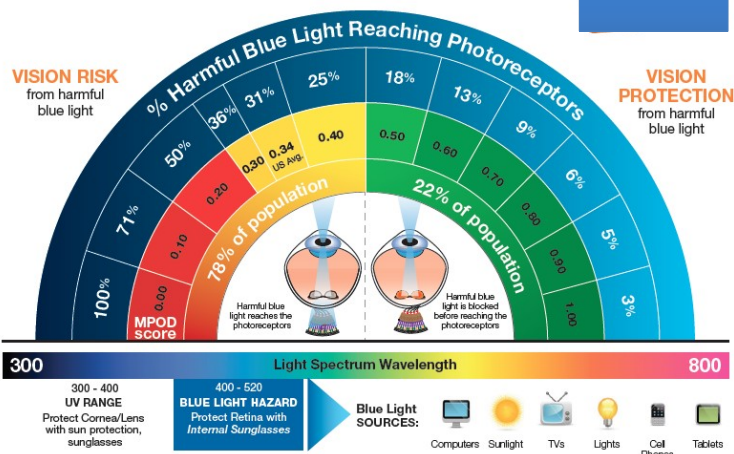 % Harmful Blue Light Reaching Photoreceptors
VISION RISK
from harmful
blue light
VISION
PROTECTION
from harmful
blue light
100%
71%
50%
36%
31%
25%
18%
13%
9%
6%
5%
3%
MPOD
score
0.00
0.10
0.20
0.30
0.34
US Avg.
0.40
0.50
0.60
0.70
0.80
0.90
1.00
78% of population
22% of population
Harmful blue
light reaches the
photoreceptors
Harmful blue
light is blocked
before reaching the
photoreceptors
300
Light Spectrum Wavelength
800
300 - 400
UV RANGE
Protect Cornea/Lens
with sun protection,
sunglasses
400 - 520
BLUE LIGHT HAZARD
Protect Retina with
Internal Sunglasses
Blue Light
SOURCES:
Computers
Sunlight
TVs
Lights
Cell
Phones
Tablets